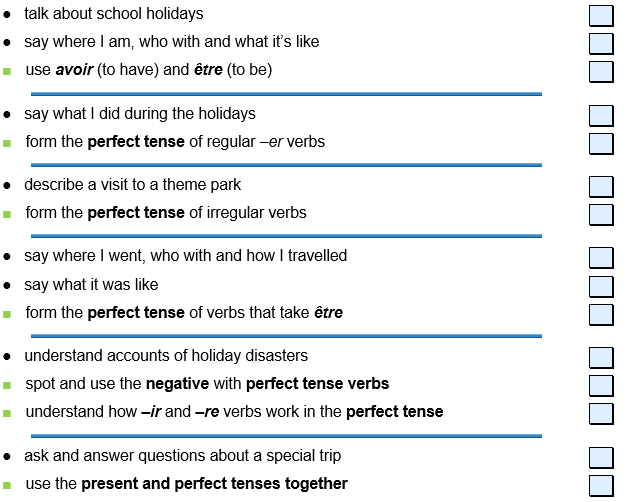 • talk about school holidays
• say where I am, who with and what it's like
■ use avoir (to have) and être (to be)
• say what I did during the holidays
■ form the perfect tense of regular –er verbs
• describe a visit to a theme park
■ form the perfect tense of irregular verbs
• say where I went, who with and how I travelled
• say what it was like
■ form the perfect tense of verbs that take être
• understand accounts of holiday disasters
■ spot and use the negative with perfect tense verbs
■ understand how –ir and –re verbs work in the perfect tense
• ask and answer questions about a special trip
■ use the present and perfect tenses together